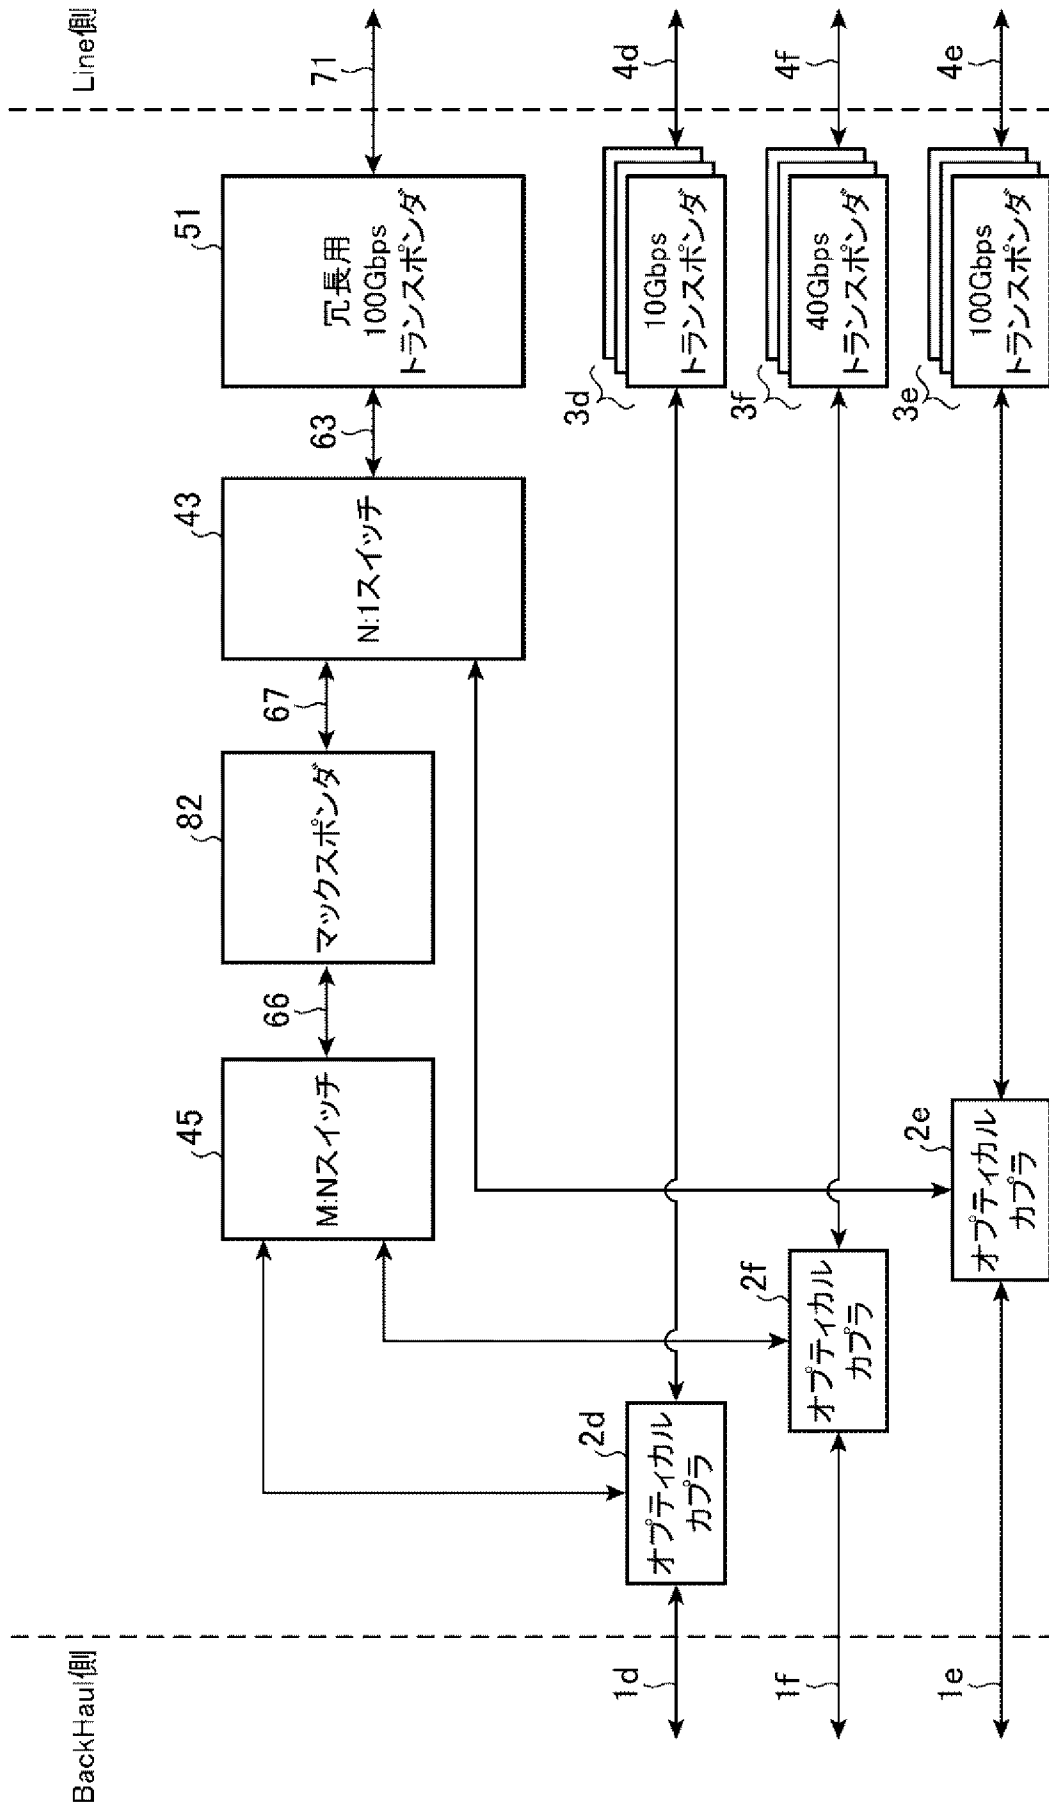 BackHaul側
Line側
45
66
82
67
43
63
51
71
M:Nスイッチ
マックスポンダ
N:1スイッチ
冗長用
100Gbps
トランスポンダ
1d
2d
オプティカル
カプラ
3d
10Gbps
トランスポンダ
4d
1f
2f
オプティカル
カプラ
3f
40Gbps
トランスポンダ
4f
1e
2e
オプティカル
カプラ
3e
100Gbps
トランスポンダ
4e